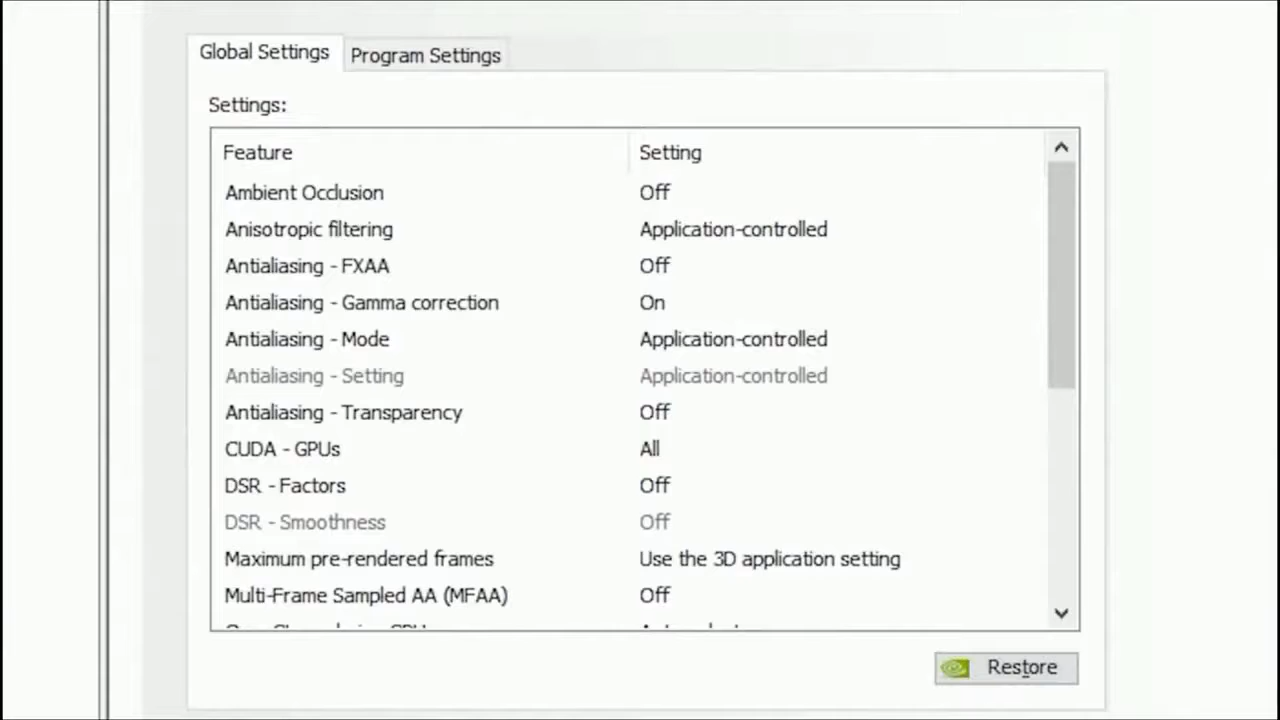 Global Settings Program Settings
Settings:
Feature Setting
Ambient Occlusion Off
Anisotropic filtering Application-controlled
Antialiasing - FXAA Off
Antialiasing - Gamma correction On
Antialiasing - Mode Application-controlled
Antialiasing - Setting Application-controlled
Antialiasing - Transparency Off
CUDA - GPUs All
DSR - Factors Off
DSR - Smoothness Off
Maximum pre-rendered frames Use the 3D application setting
Multi-Frame Sampled AA (MFAA) Off
Restore